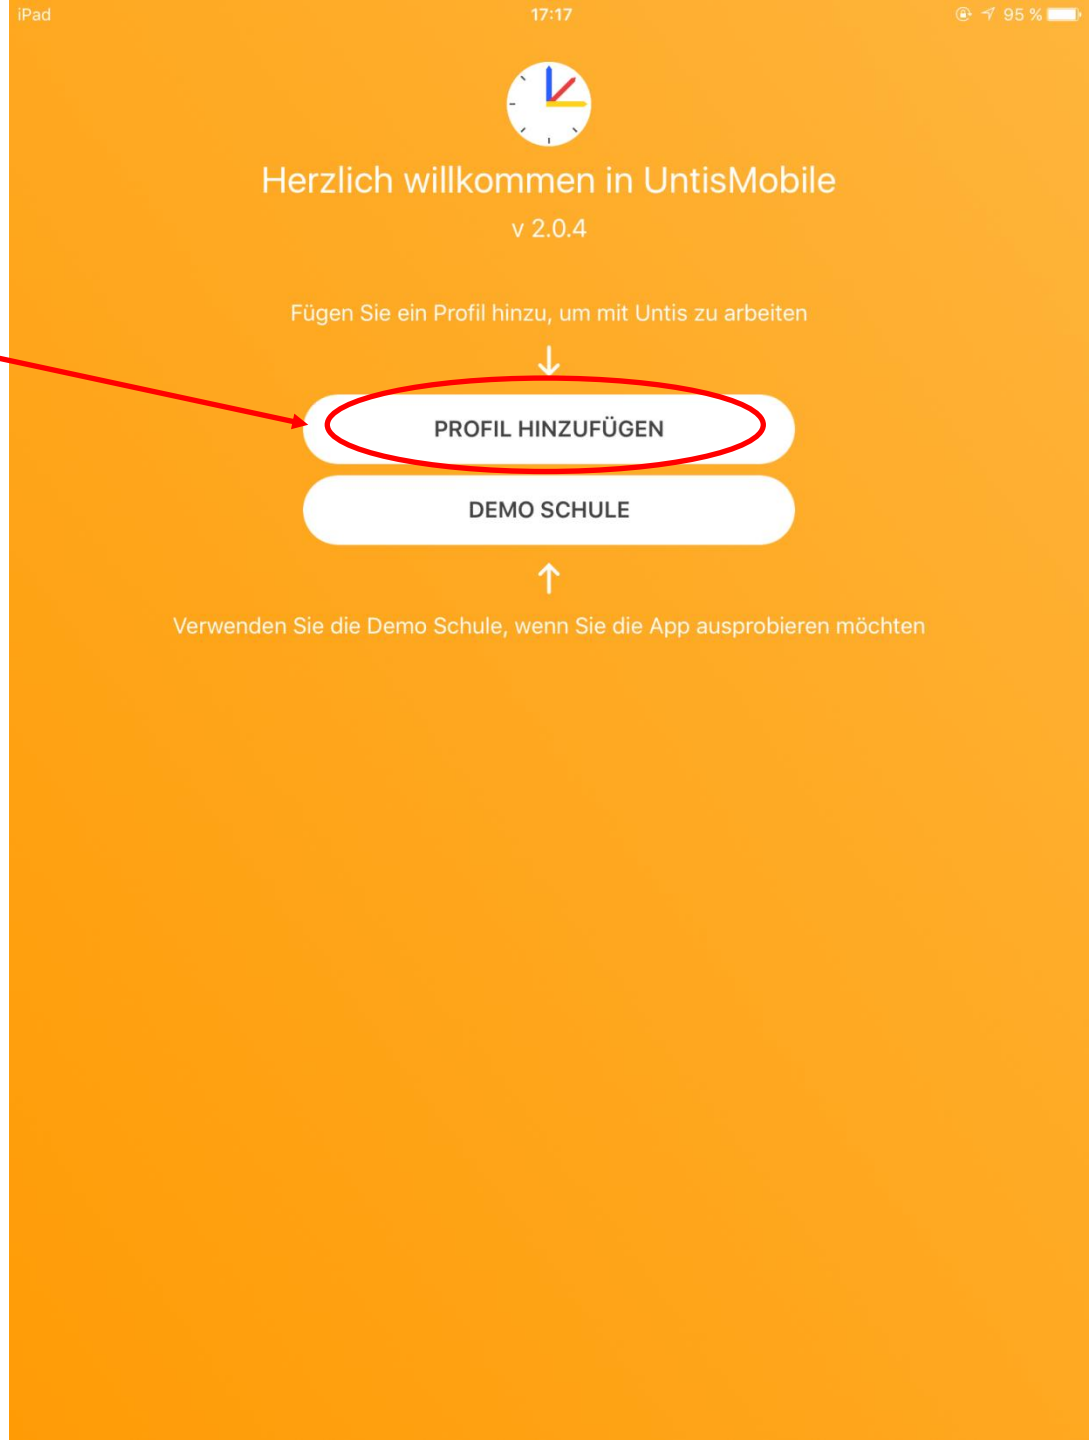 iPad 17:17 95 %
Herzlich willkommen in UntisMobile
v 2.0.4
Fügen Sie ein Profil hinzu, um mit Untis zu arbeiten
PROFIL HINZUFÜGEN
DEMO SCHULE
Verwenden Sie die Demo Schule, wenn Sie die App ausprobieren möchten